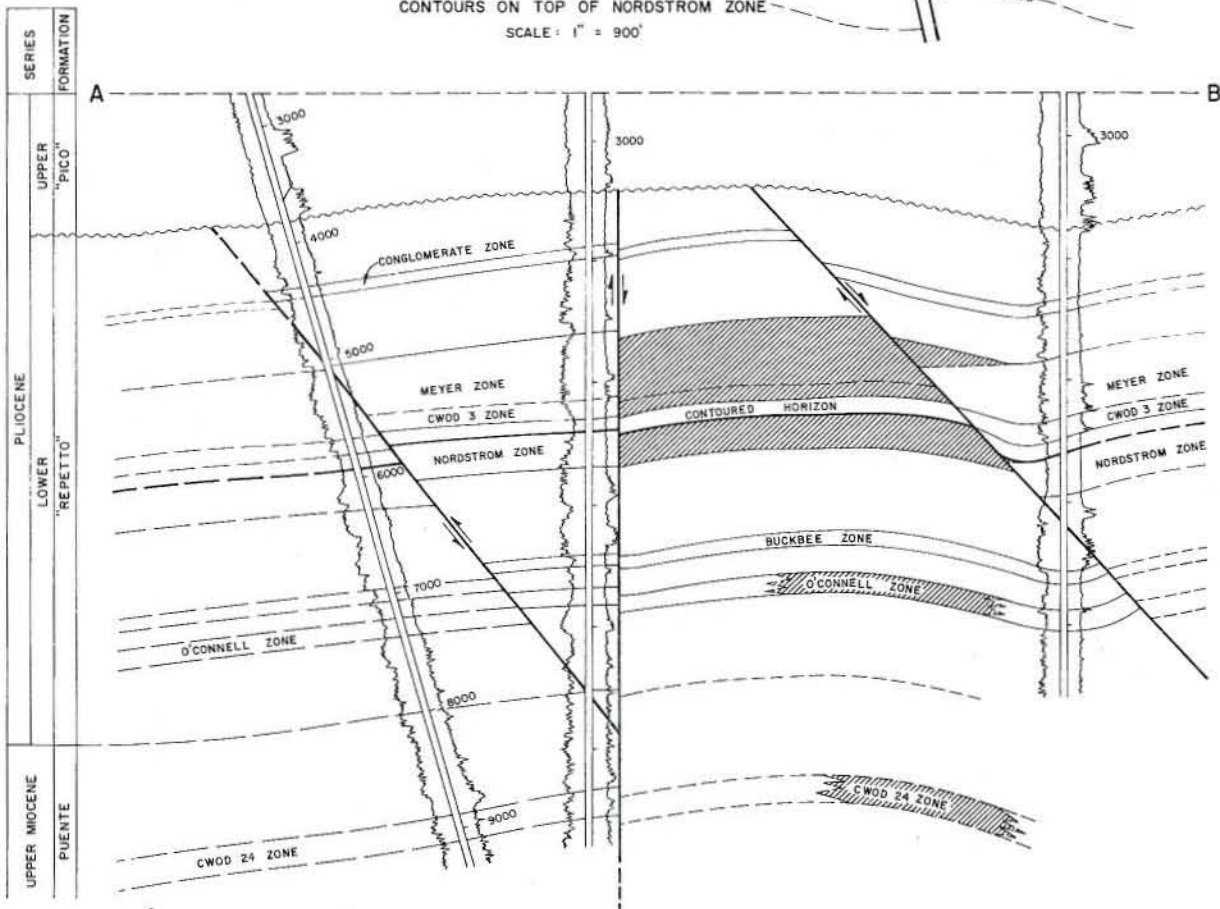 CONTOURS ON TOP OF NORDSTROM ZONE
SCALE: 1" = 900'
SERIES
FORMATION
A
B
UPPER
"PICO"
PLIOCENE
LOWER
"REPETTO"
UPPER MIOCENE
PUENTE
3000
3000
3000
4000
CONGLOMERATE ZONE
5000
MEYER ZONE
MEYER ZONE
CWOD 3 ZONE
CWOD 3 ZONE
CONTOURED HORIZON
NORDSTROM ZONE
NORDSTROM ZONE
6000
BUCKBEE ZONE
7000
O'CONNELL ZONE
O'CONNELL ZONE
8000
CWOD 24 ZONE
9000
CWOD 24 ZONE